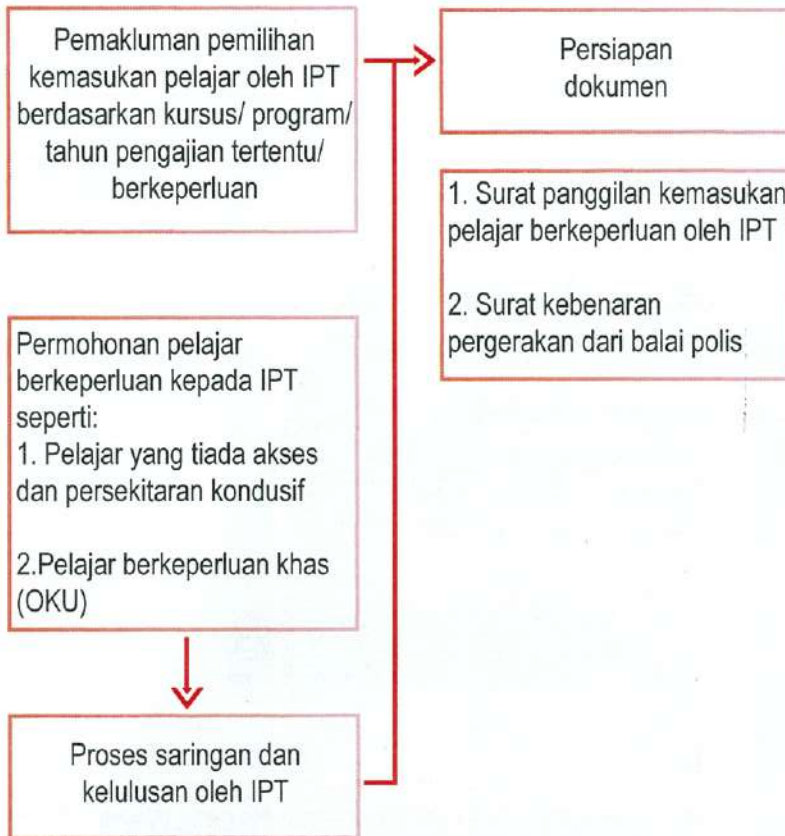 Pemakluman pemilihan
kemasukan pelajar oleh IPT
berdasarkan kursus/ program/
tahun pengajian tertentu/
berkeperluan
Persiapan
dokumen
1. Surat panggilan kemasukan
pelajar berkeperluan oleh IPT
2. Surat kebenaran
pergerakan dari balai polis
Permohonan pelajar
berkeperluan kepada IPT
seperti:
1. Pelajar yang tiada akses
dan persekitaran kondusif
2.Pelajar berkeperluan khas
(OKU)
Proses saringan dan
kelulusan oleh IPT